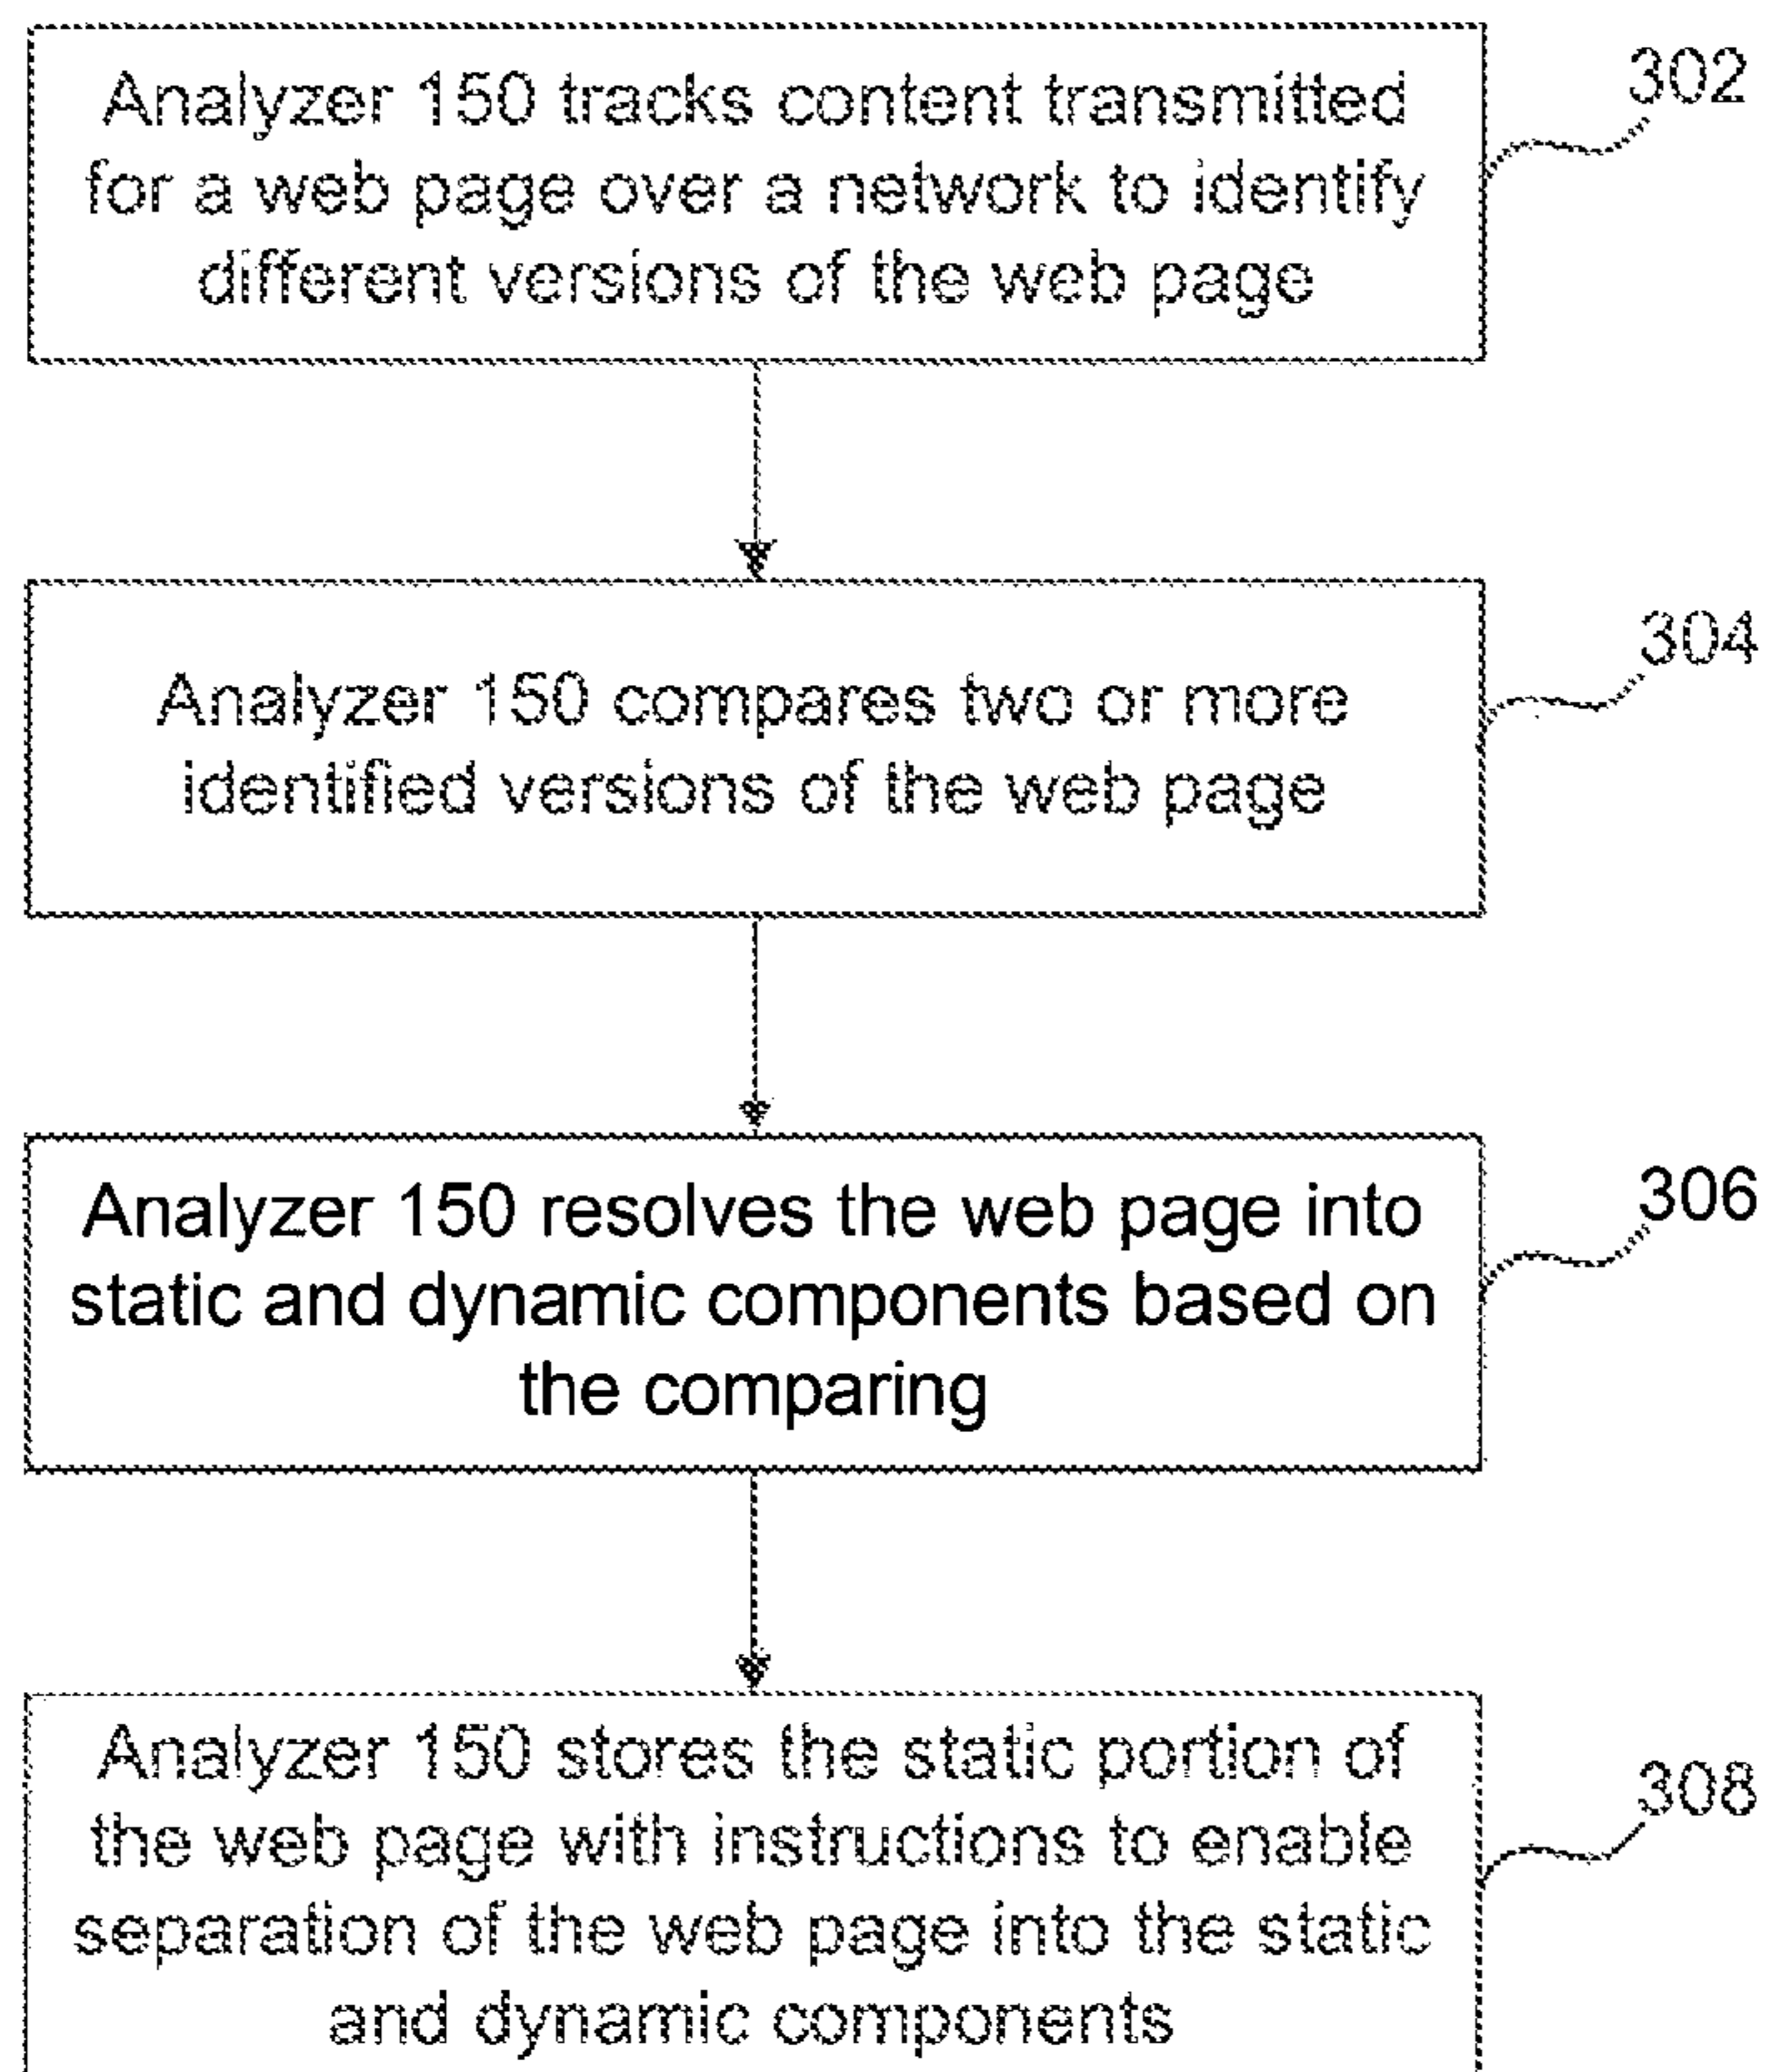 Analyzer 150 tracks content transmitted
for a web page over a network to identify
different versions of the web page
302
Analyzer 150 compares two or more
identified versions of the web page
304
Analyzer 150 resolves the web page into
static and dynamic components based on
the comparing
306
Analyzer 150 stores the static portion of
the web page with instructions to enable
separation of the web page into the static
and dynamic components
308